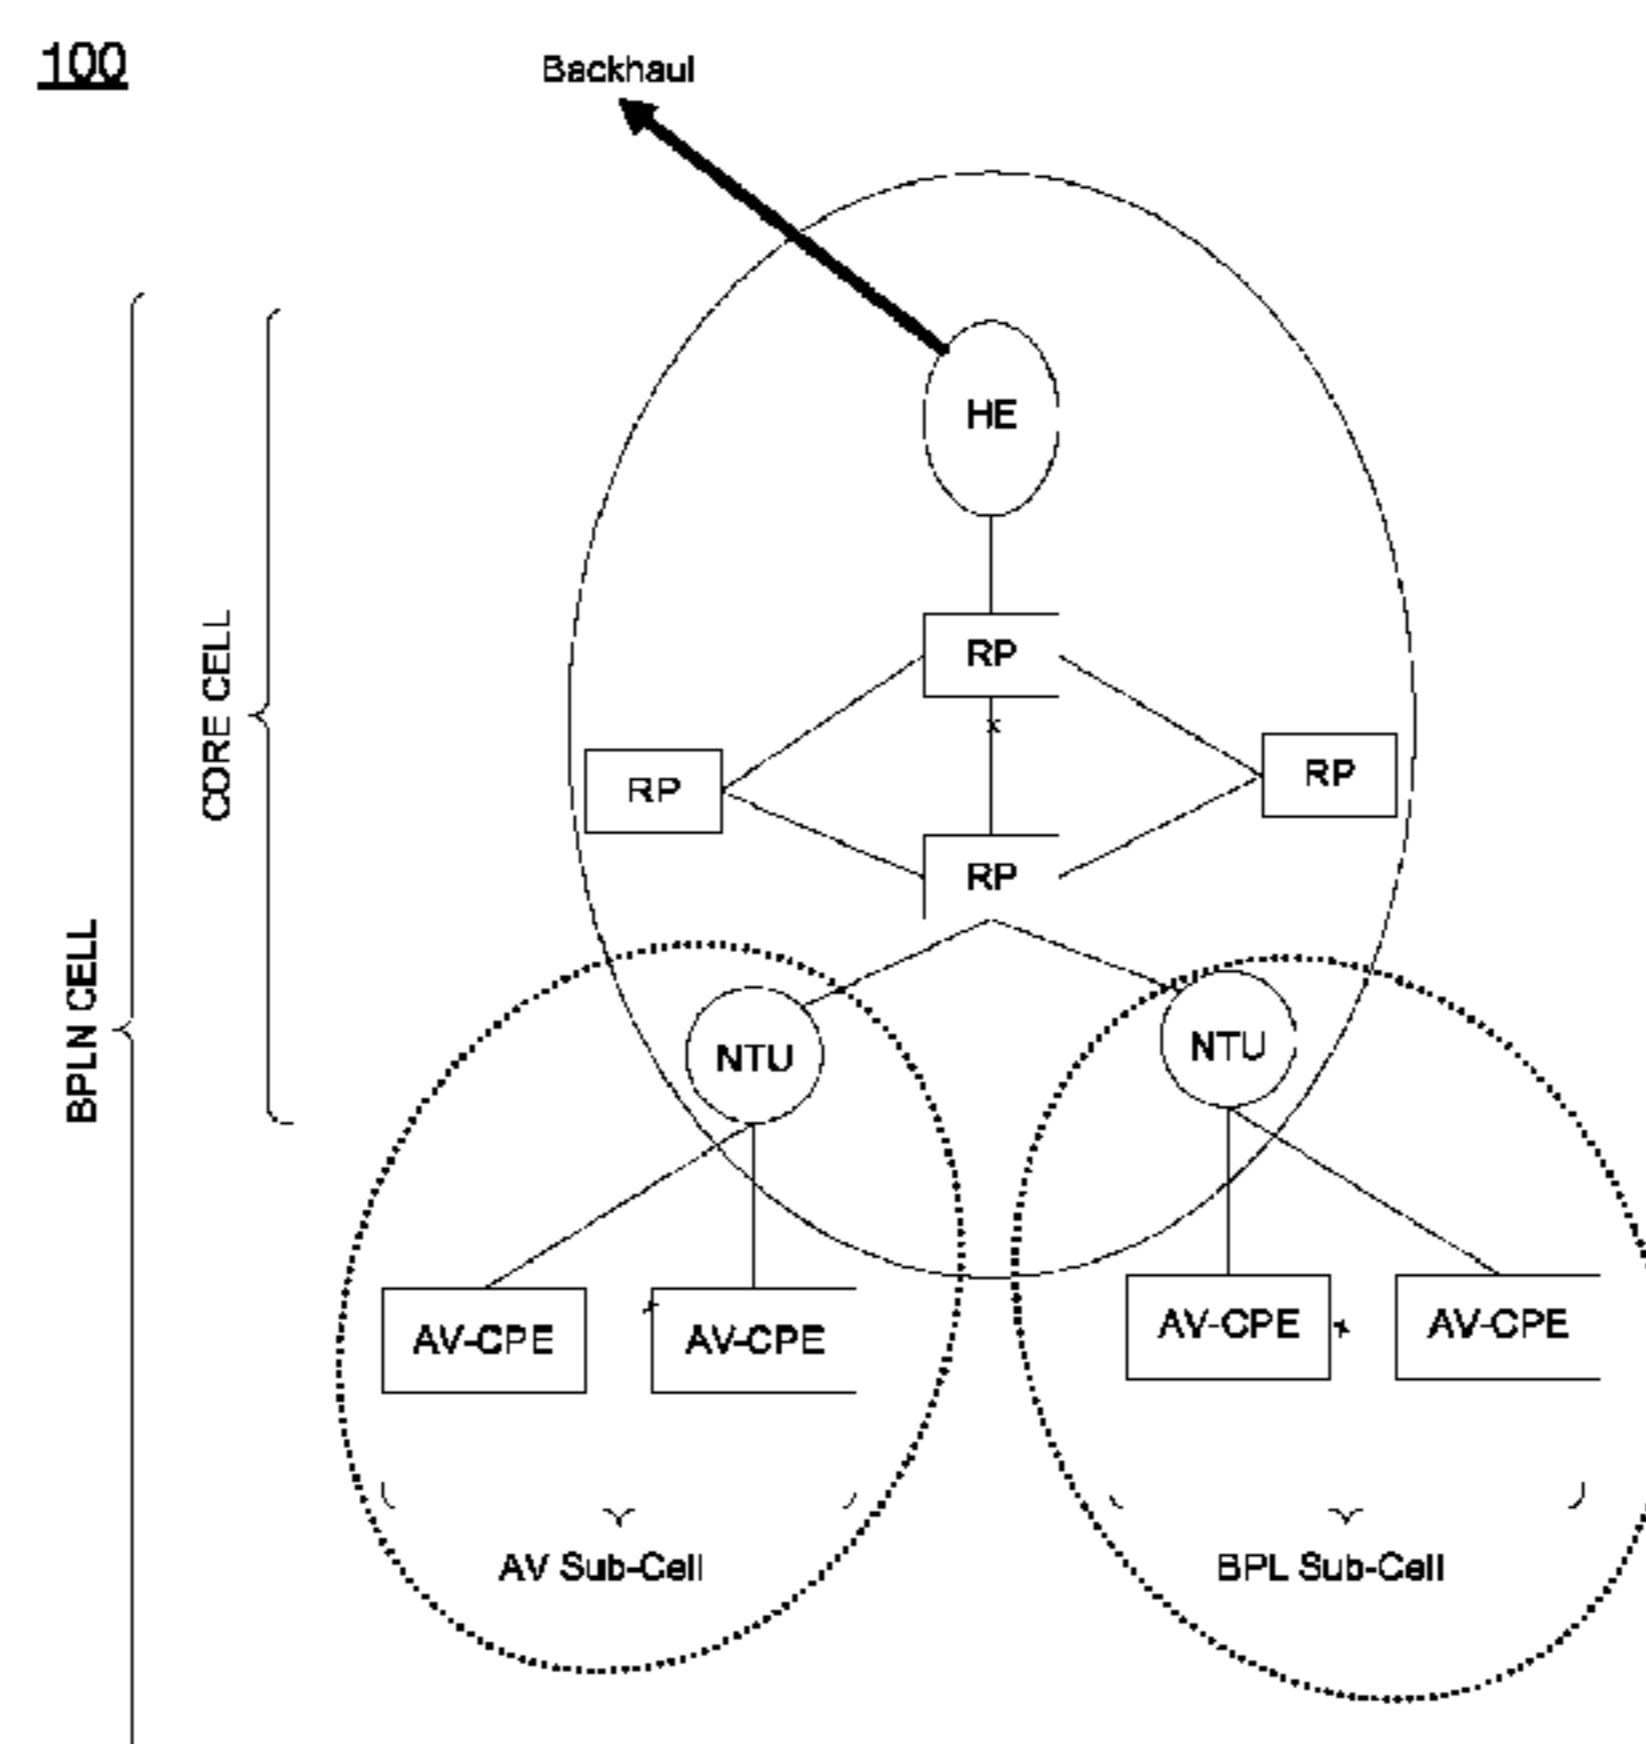 100
Backhaul
HE
RP
RP
RP
RP
CORE CELL
BPLN CELL
NTU
NTU
AV-CPE
AV-CPE
AV-CPE
AV-CPE
AV Sub-Cell
BPL Sub-Cell